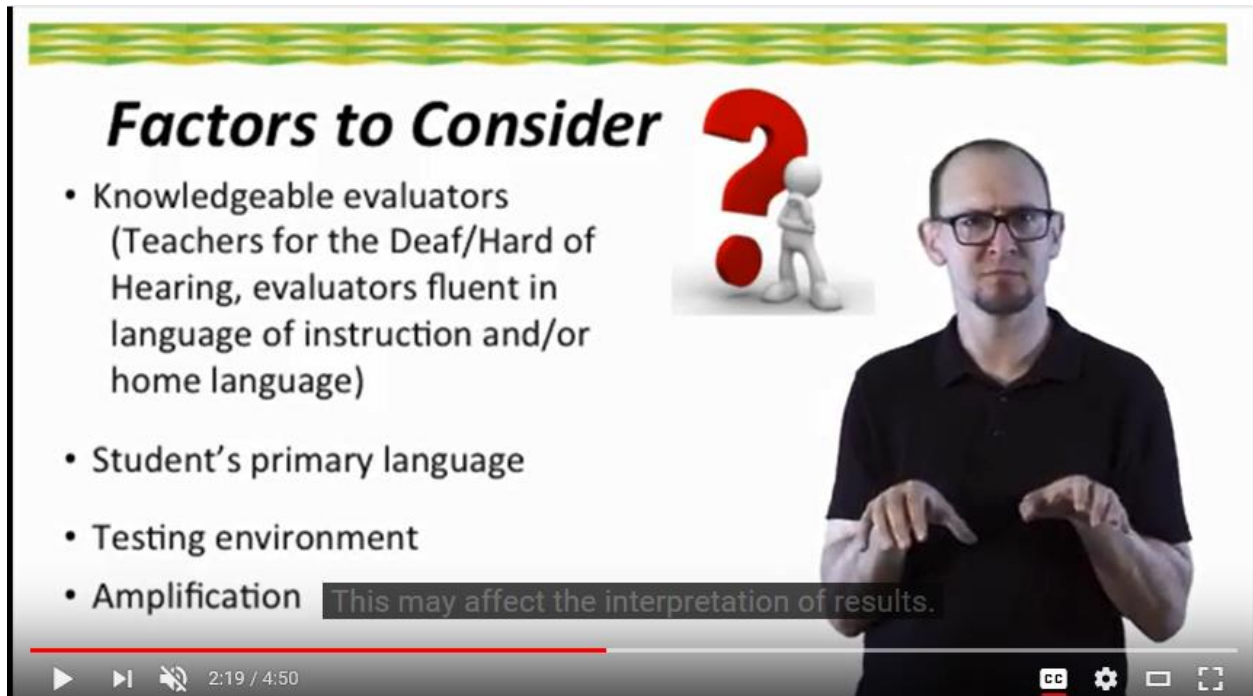 Factors to Consider
• Knowledgeable evaluators
(Teachers for the Deaf/Hard of
Hearing, evaluators fluent in
language of instruction and/or
home language)
• Student’s primary language
• Testing environment
• Amplification
This may affect the interpretation of results.
2:19 / 4:50
CC